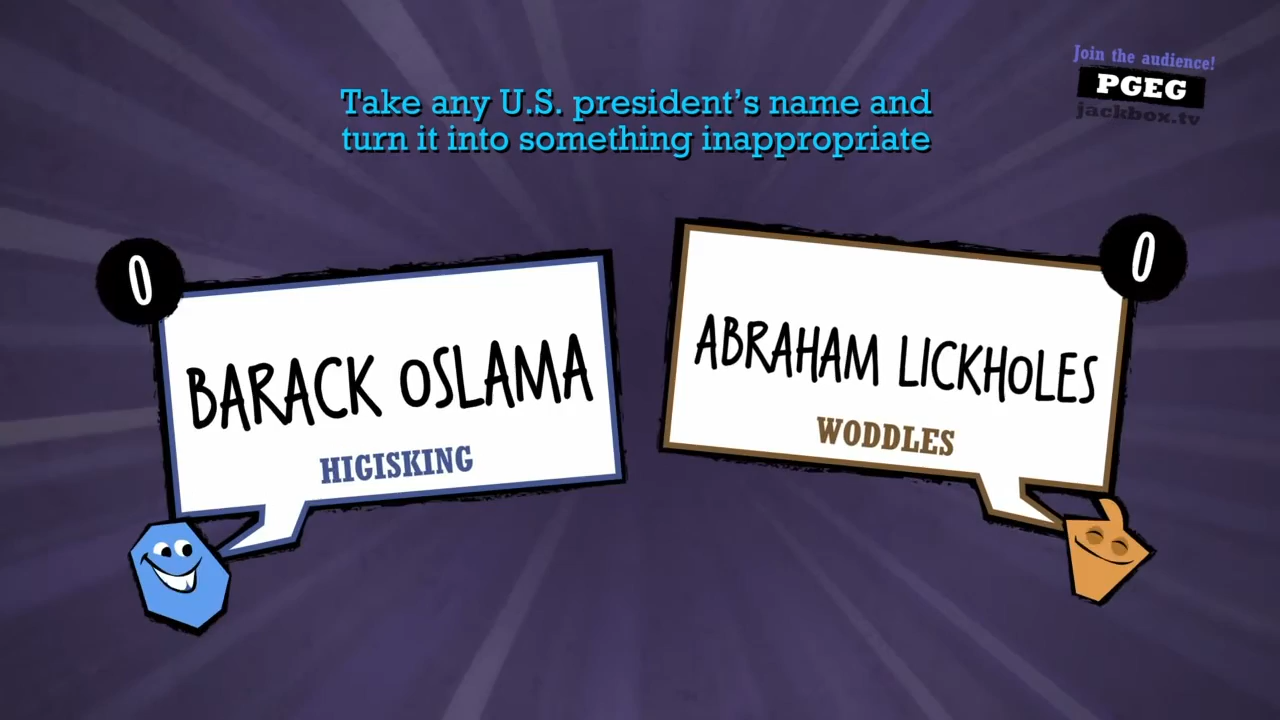 Join the audience!
PGEG
jackbox.tv
Take any U.S. president's name and
turn it into something inappropriate
0
0
BARACK OSLAMA
HIGISKING
ABRAHAM LICKHOLES
WODDLES